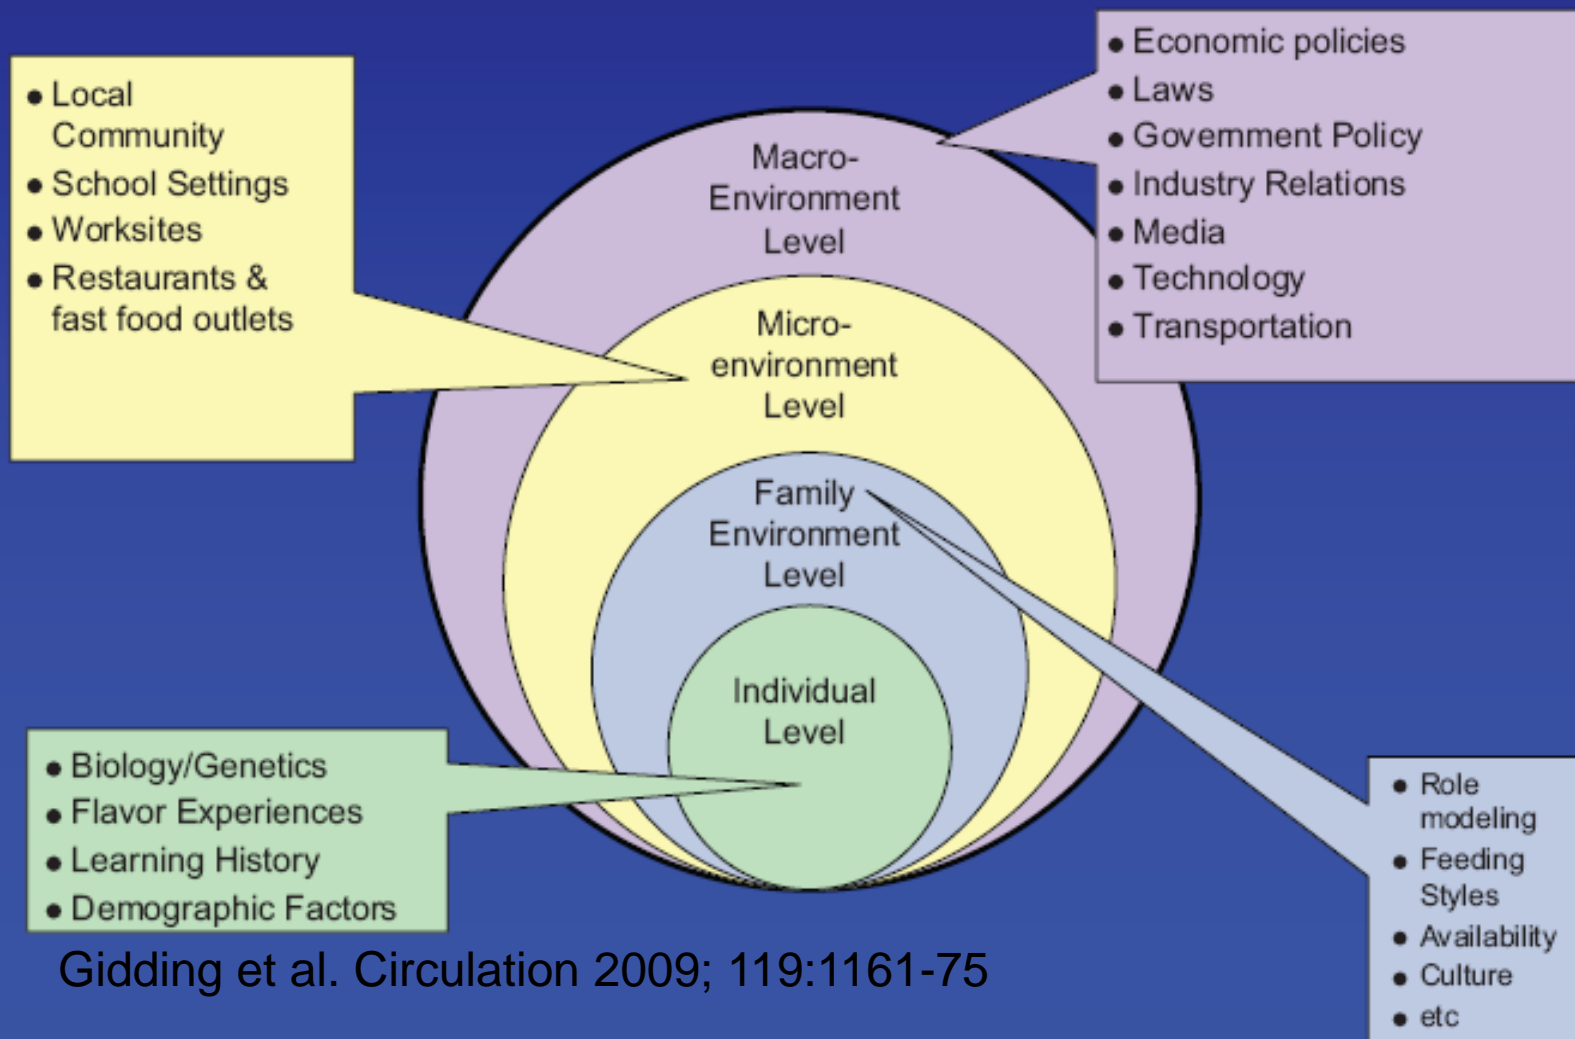 ● Local
Community
● School Settings
● Worksites
● Restaurants &
fast food outlets
● Economic policies
● Laws
● Government Policy
● Industry Relations
● Media
● Technology
● Transportation
Macro-
Environment
Level
Micro-
environment
Level
Family
Environment
Level
Individual
Level
● Biology/Genetics
● Flavor Experiences
● Learning History
● Demographic Factors
● Role
modeling
● Feeding
Styles
● Availability
● Culture
● etc
Gidding et al. Circulation 2009; 119:1161-75